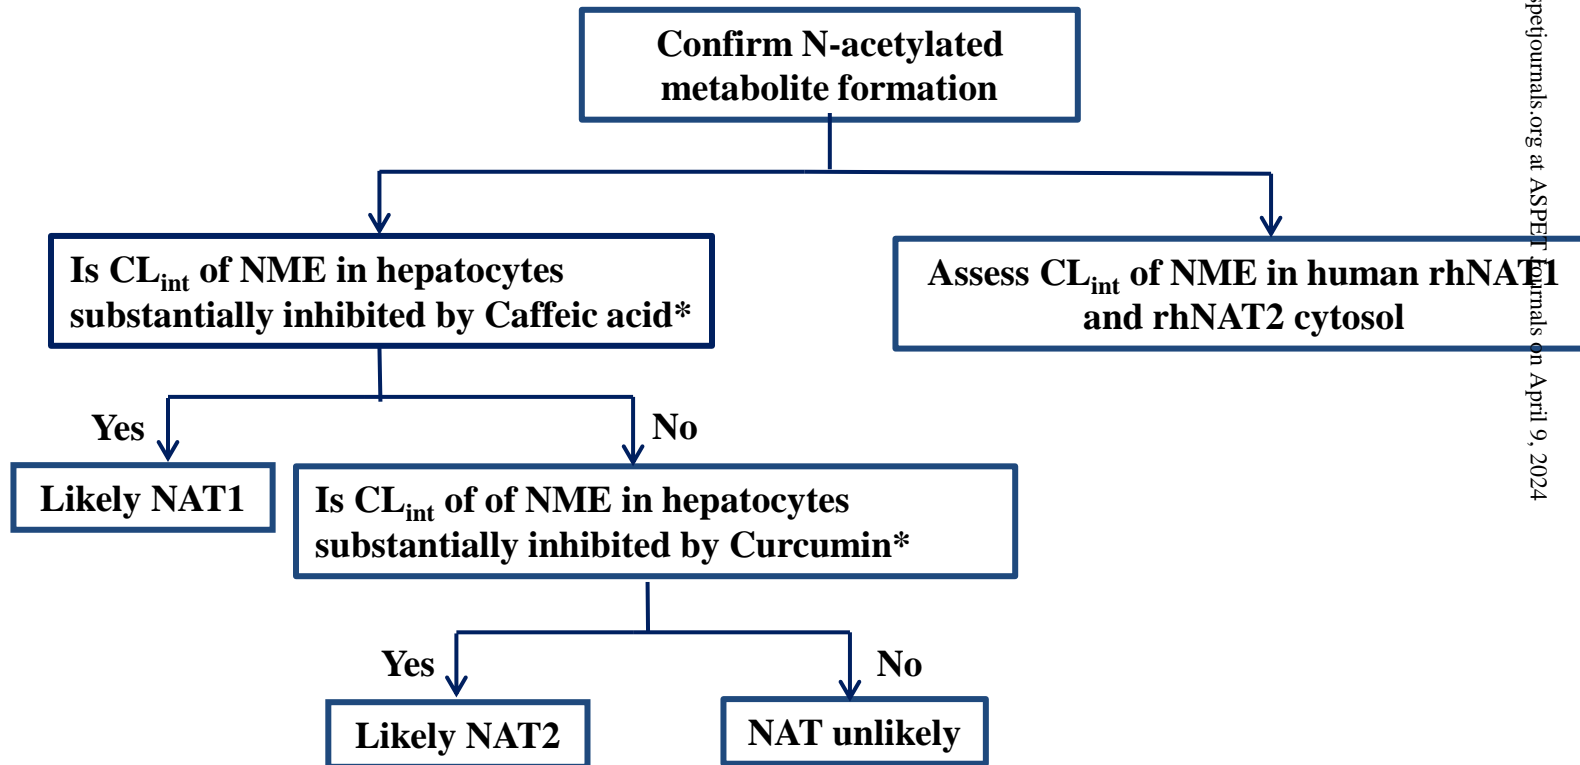 Confirm N-acetylated
metabolite formation
Is CLint of NME in hepatocytes
substantially inhibited by Caffeic acid*
Assess CLint of NME in human rhNAT1
and rhNAT2 cytosol
Yes
No
Likely NAT1
Is CLint of of NME in hepatocytes
substantially inhibited by Curcumin*
Yes
No
Likely NAT2
NAT unlikely
spetjournals.org at ASPET Journals on April 9, 2024